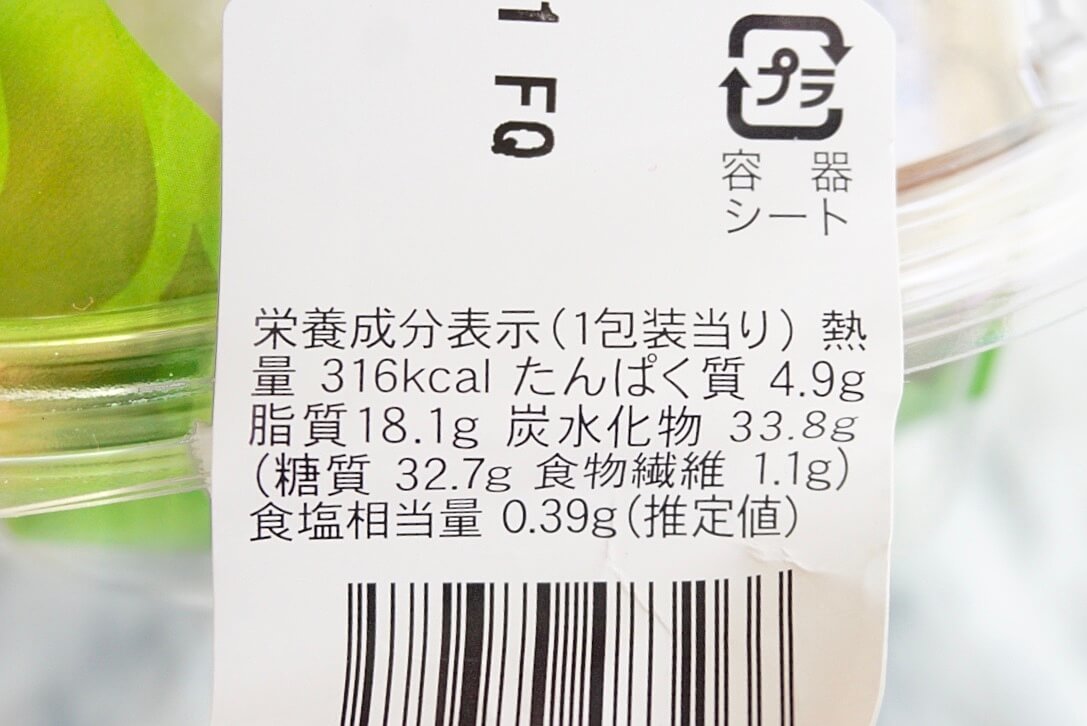 1 FQ
プラ
容 器
シート
栄養成分表示(1包装当り) 熱
量 316kcal たんぱく質 4.9g
脂質18.1g 炭水化物 33.8g
(糖質 32.7g 食物繊維 1.1g)
食塩相当量 0.39g(推定値)